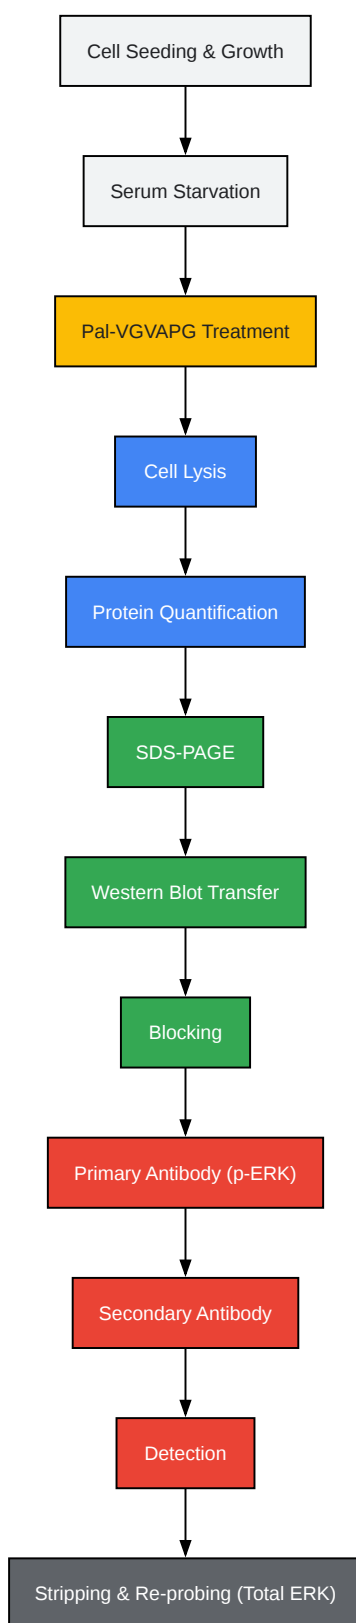 Cell Seeding & Growth
Serum Starvation
Pal-VGVAPG Treatment
Cell Lysis
Protein Quantification
SDS-PAGE
Western Blot Transfer
Blocking
Primary Antibody (p-ERK)
Secondary Antibody
Detection
Stripping & Re-probing (Total ERK)